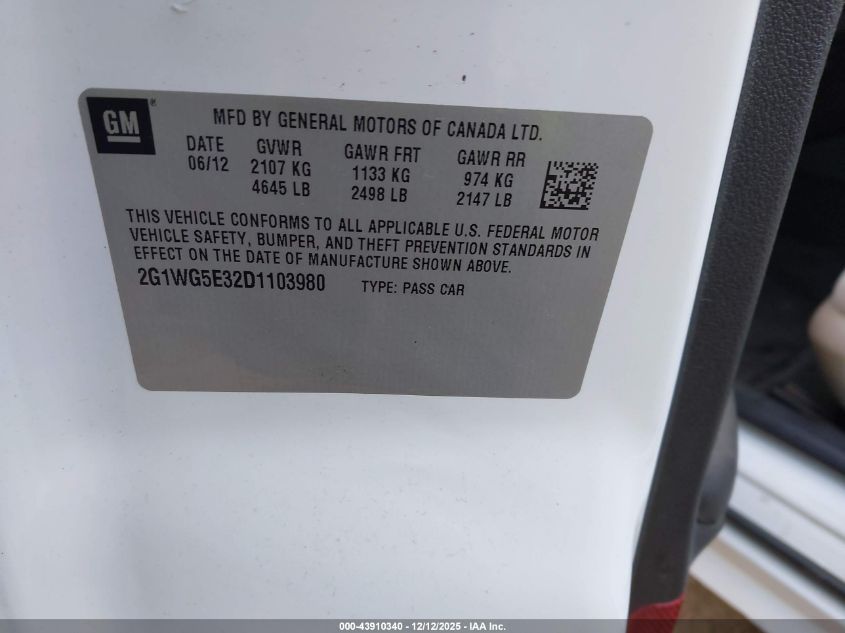 GM®
MFD BY GENERAL MOTORS OF CANADA LTD.
DATE GVWR GAWR FRT GAWR RR
06/12 2107 KG 1133 KG 974 KG
4645 LB 2498 LB 2147 LB
THIS VEHICLE CONFORMS TO ALL APPLICABLE U.S. FEDERAL MOTOR
VEHICLE SAFETY, BUMPER, AND THEFT PREVENTION STANDARDS IN
EFFECT ON THE DATE OF MANUFACTURE SHOWN ABOVE.
2G1WG5E32D1103980 TYPE: PASS CAR
000-43910340 - 12/12/2025 - IAA Inc.